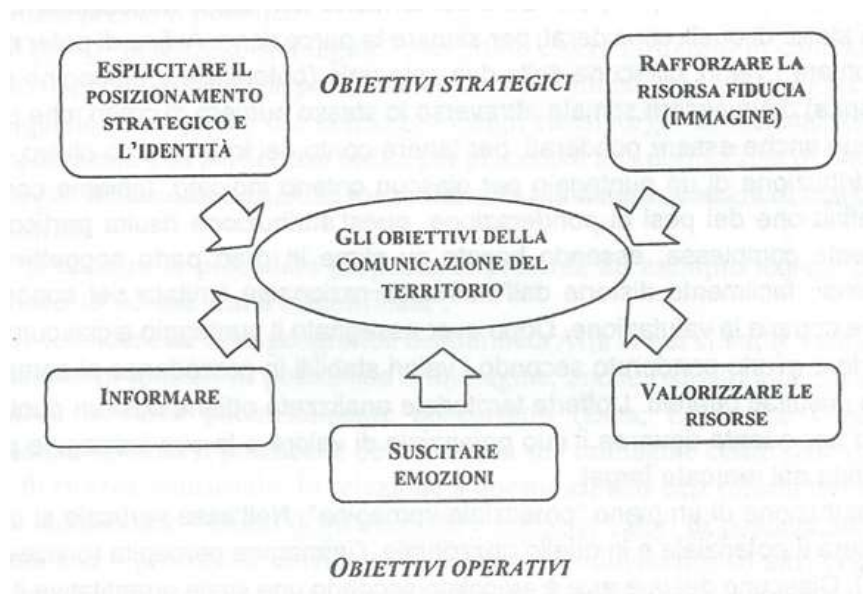 ESPLICITARE IL
POSIZIONAMENTO
STRATEGICO E
L'IDENTITÀ
OBIETTIVI STRATEGICI
RAFFORZARE LA
RISORSA FIDUCIA
(IMMAGINE)
GLI OBIETTIVI DELLA
COMUNICAZIONE DEL
TERRITORIO
INFORMARE
SUSCITARE
EMOZIONI
VALORIZZARE LE
RISORSE
OBIETTIVI OPERATIVI